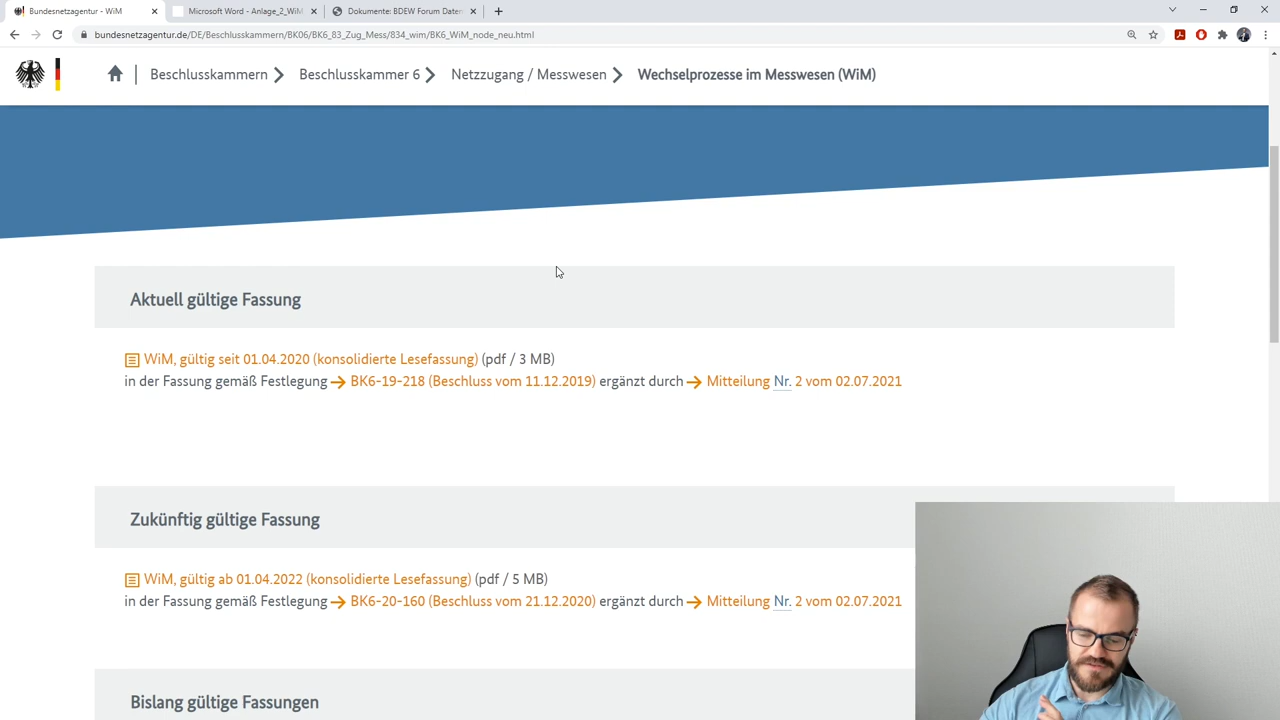 Bundesnetzagentur - WiM
Microsoft Word - Anlage_2_WiM
Dokumente: BDEW Forum Daten
bundesnetzagentur.de/DE/Beschlusskammern/BK06/BK6_83_Zug_Mess/834_wim/BK6_WiM_node_neu.html
Beschlusskammern
Beschlusskammer 6
Netzzugang / Messwesen
Wechselprozesse im Messwesen (WiM)
Aktuell gültige Fassung
WiM, gültig seit 01.04.2020 (konsolidierte Lesefassung) (pdf / 3 MB)
in der Fassung gemäß Festlegung → BK6-19-218 (Beschluss vom 11.12.2019) ergänzt durch → Mitteilung Nr. 2 vom 02.07.2021
Zukünftig gültige Fassung
WiM, gültig ab 01.04.2022 (konsolidierte Lesefassung) (pdf / 5 MB)
in der Fassung gemäß Festlegung → BK6-20-160 (Beschluss vom 21.12.2020) ergänzt durch → Mitteilung Nr. 2 vom 02.07.2021
Bislang gültige Fassungen